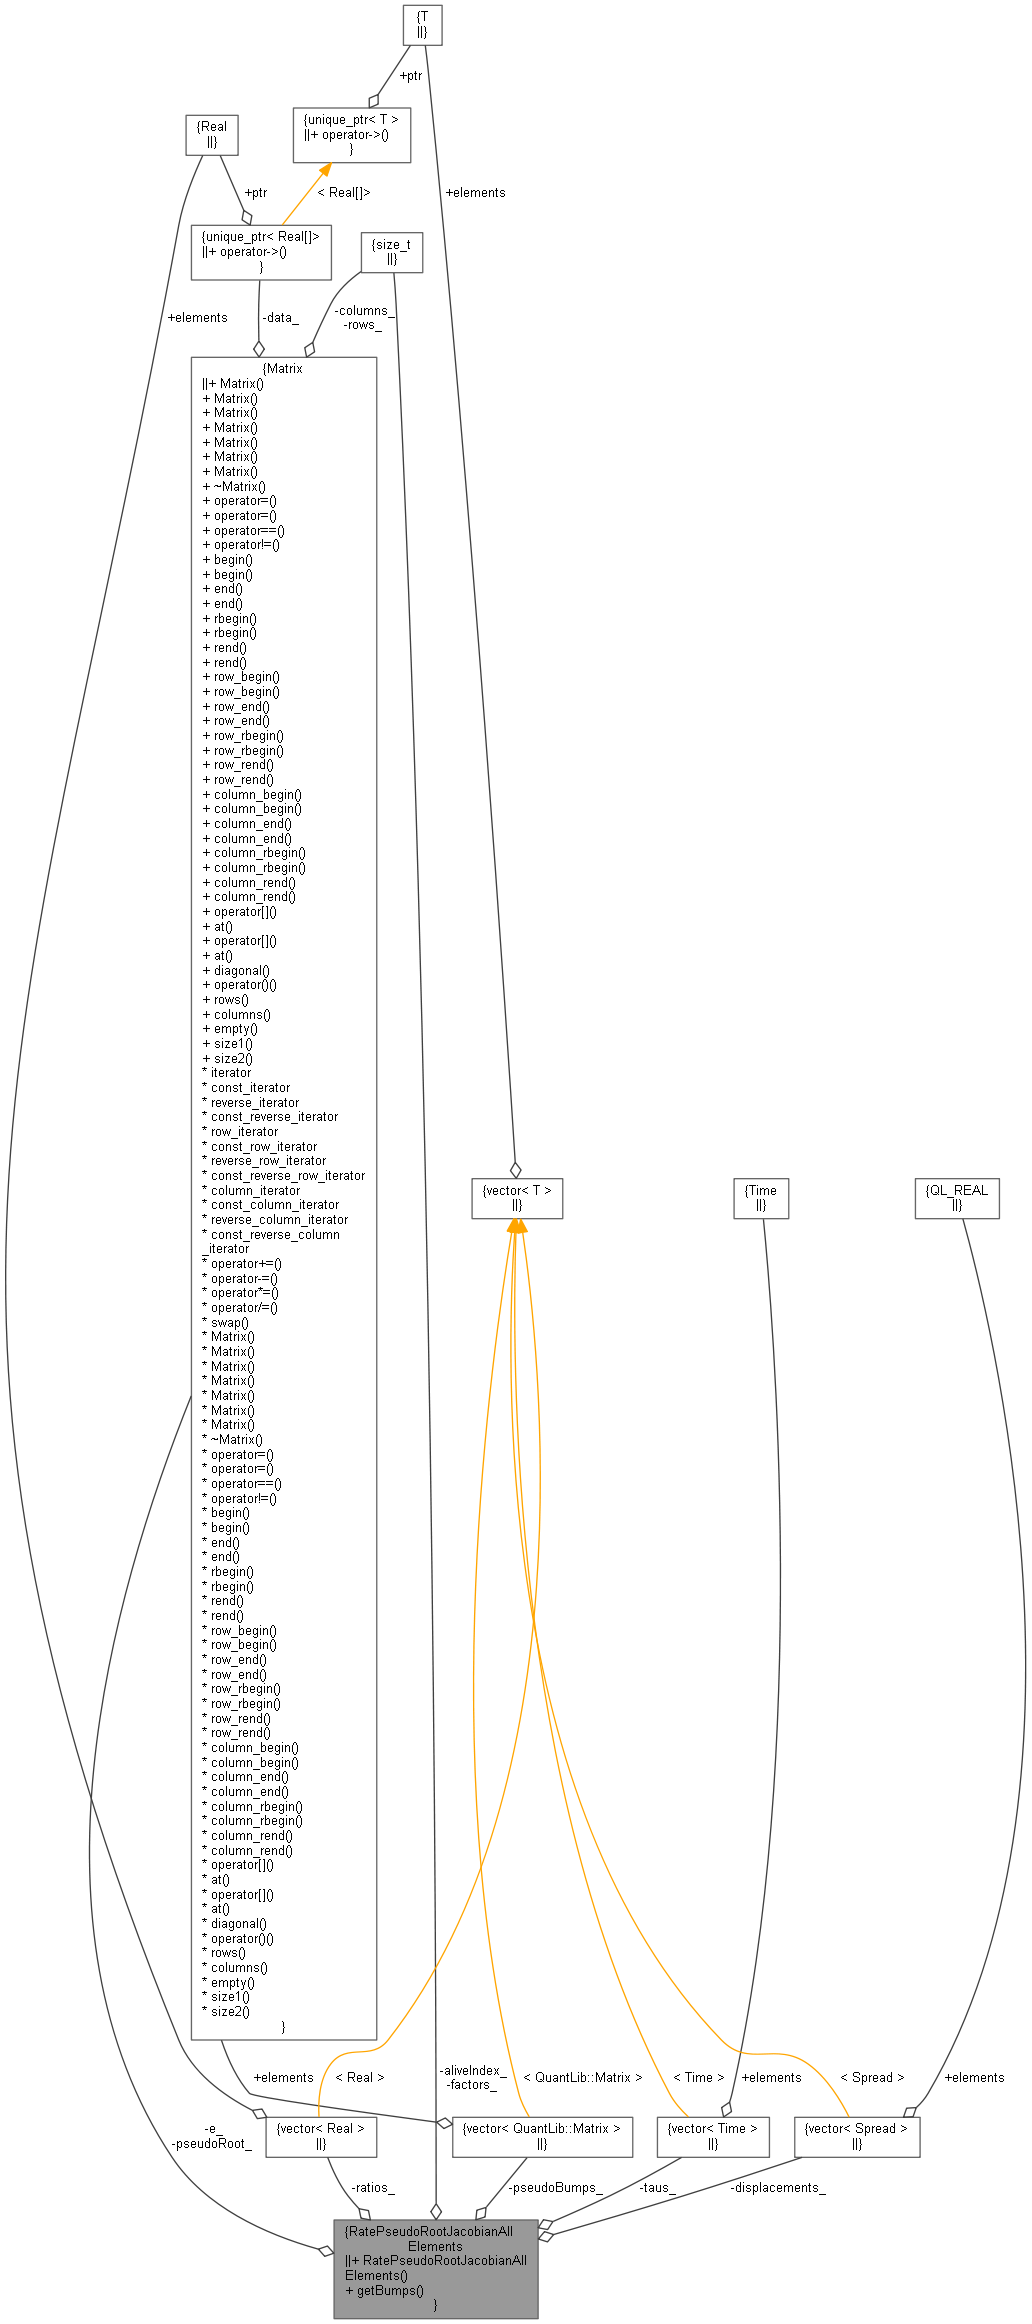 {T
||}
+ptr
{unique_ptr< T >
||+ operator->()
}
{Real
||}
+ptr
< Real[]>
+elements
{unique_ptr< Real[]>
||+ operator->()
}
{size_t
||}
+elements
-data_
-columns_
-rows_
{Matrix
||+ Matrix()
+ Matrix()
+ Matrix()
+ Matrix()
+ Matrix()
+ Matrix()
+ Matrix()
+ ~Matrix()
+ operator=()
+ operator=()
+ operator==()
+ operator!=()
+ begin()
+ begin()
+ end()
+ end()
+ rbegin()
+ rbegin()
+ rend()
+ rend()
+ row_begin()
+ row_begin()
+ row_end()
+ row_end()
+ row_rbegin()
+ row_rbegin()
+ row_rend()
+ row_rend()
+ column_begin()
+ column_begin()
+ column_end()
+ column_end()
+ column_rbegin()
+ column_rbegin()
+ column_rend()
+ column_rend()
+ operator[]()
+ at()
+ operator[]()
+ at()
+ diagonal()
+ operator()()
+ rows()
+ columns()
+ empty()
+ size1()
+ size2()
* iterator
* const_iterator
* reverse_iterator
* const_reverse_iterator
* row_iterator
* const_row_iterator
* reverse_row_iterator
* const_reverse_row_iterator
* column_iterator
* const_column_iterator
* reverse_column_iterator
* const_reverse_column
_iterator
* operator+=()
* operator-=()
* operator*=()
* operator/=()
* swap()
* Matrix()
* Matrix()
* Matrix()
* Matrix()
* Matrix()
* Matrix()
* Matrix()
* ~Matrix()
* operator=()
* operator=()
* operator==()
* operator!=()
* begin()
* begin()
* end()
* end()
* rbegin()
* rbegin()
* rend()
* rend()
* row_begin()
* row_begin()
* row_end()
* row_end()
* row_rbegin()
* row_rbegin()
* row_rend()
* row_rend()
* column_begin()
* column_begin()
* column_end()
* column_end()
* column_rbegin()
* column_rbegin()
* column_rend()
* column_rend()
* operator[]()
* at()
* operator[]()
* at()
* diagonal()
* operator()()
* rows()
* columns()
* empty()
* size1()
* size2()
}
{vector< T >
||}
{Time
||}
{QL_REAL
||}
+elements
< Real >
-aliveIndex_
-factors_
< QuantLib::Matrix >
< Time >
+elements
< Spread >
+elements
-e_
-pseudoRoot_
{vector< Real >
||}
{vector< QuantLib::Matrix >
||}
{vector< Time >
||}
{vector< Spread >
||}
-ratios_
-pseudoBumps_
-taus_
-displacements_
{RatePseudoRootJacobianAll
Elements
||+ RatePseudoRootJacobianAll
Elements()
+ getBumps()
}